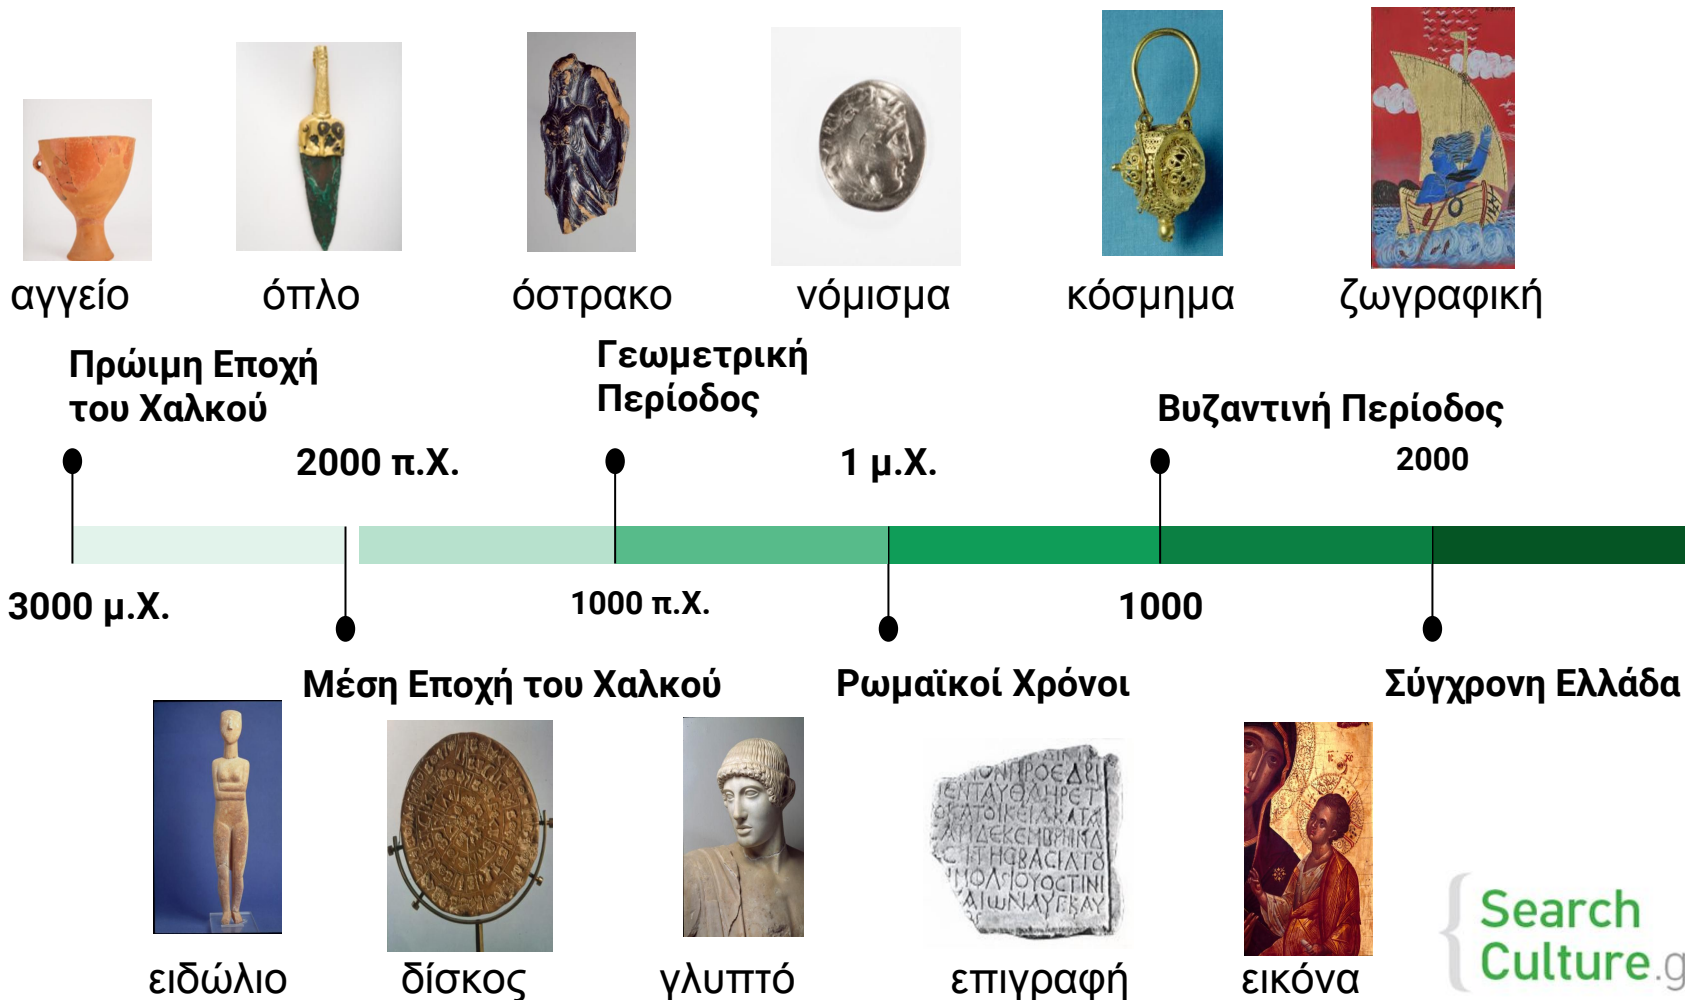 αγγείο
όπλο
όστρακο
νόμισμα
κόσμημα
ζωγραφική
Πρώιμη Εποχή
του Χαλκού
Γεωμετρική
Περίοδος
Βυζαντινή Περίοδος
2000 π.Χ.
1 μ.Χ.
2000
3000 μ.Χ.
1000 π.Χ.
1000
Μέση Εποχή του Χαλκού
Ρωμαϊκοί Χρόνοι
Σύγχρονη Ελλάδα
ειδώλιο
δίσκος
γλυπτό
επιγραφή
εικόνα
Search
Culture.g